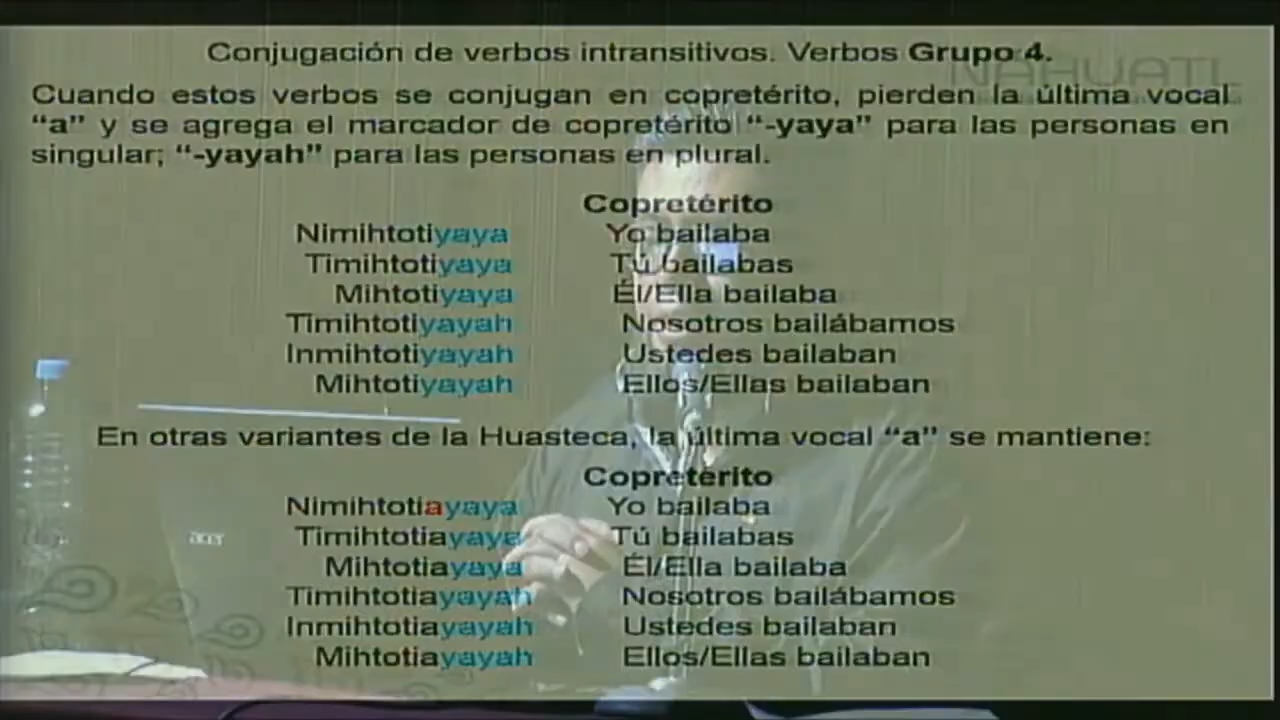 NAHUATL
Conjugación de verbos intransitivos. Verbos Grupo 4.
Cuando estos verbos se conjugan en copretérito, pierden la última vocal
“a” y se agrega el marcador de copretérito “-yaya” para las personas en
singular; “-yayah” para las personas en plural.
Copretérito
Nimihtotiyaya Yo bailaba
Timihtotiyaya Tú bailabas
Mihtotiyaya Él/Ella bailaba
Timihtotiyayah Nosotros bailábamos
Inmihtotiyayah Ustedes bailaban
Mihtotiyayah Ellos/Ellas bailaban
En otras variantes de la Huasteca, la última vocal “a” se mantiene:
Copretérito
Nimihtotiayaya Yo bailaba
Timihtotiayaya Tú bailabas
Mihtotiayaya Él/Ella bailaba
Timihtotiayayah Nosotros bailábamos
Inmihtotiayayah Ustedes bailaban
Mihtotiayayah Ellos/Ellas bailaban
acer